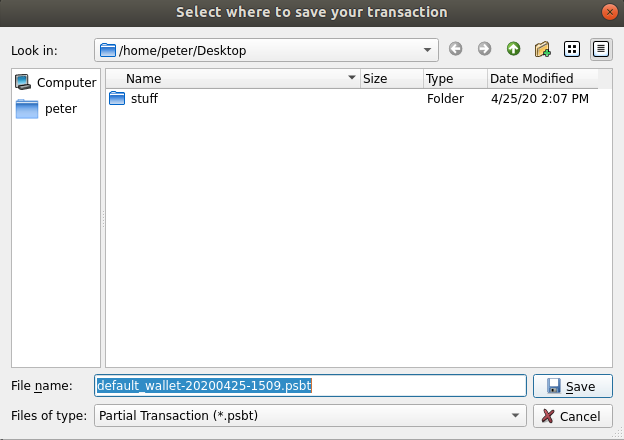 Select where to save your transaction
Look in: /home/peter/Desktop
Computer
peter
Name Size Type Date Modified
stuff Folder 4/25/20 2:07 PM
File name: default_wallet-20200425-1509.psbt Save
Files of type: Partial Transaction (*.psbt) Cancel